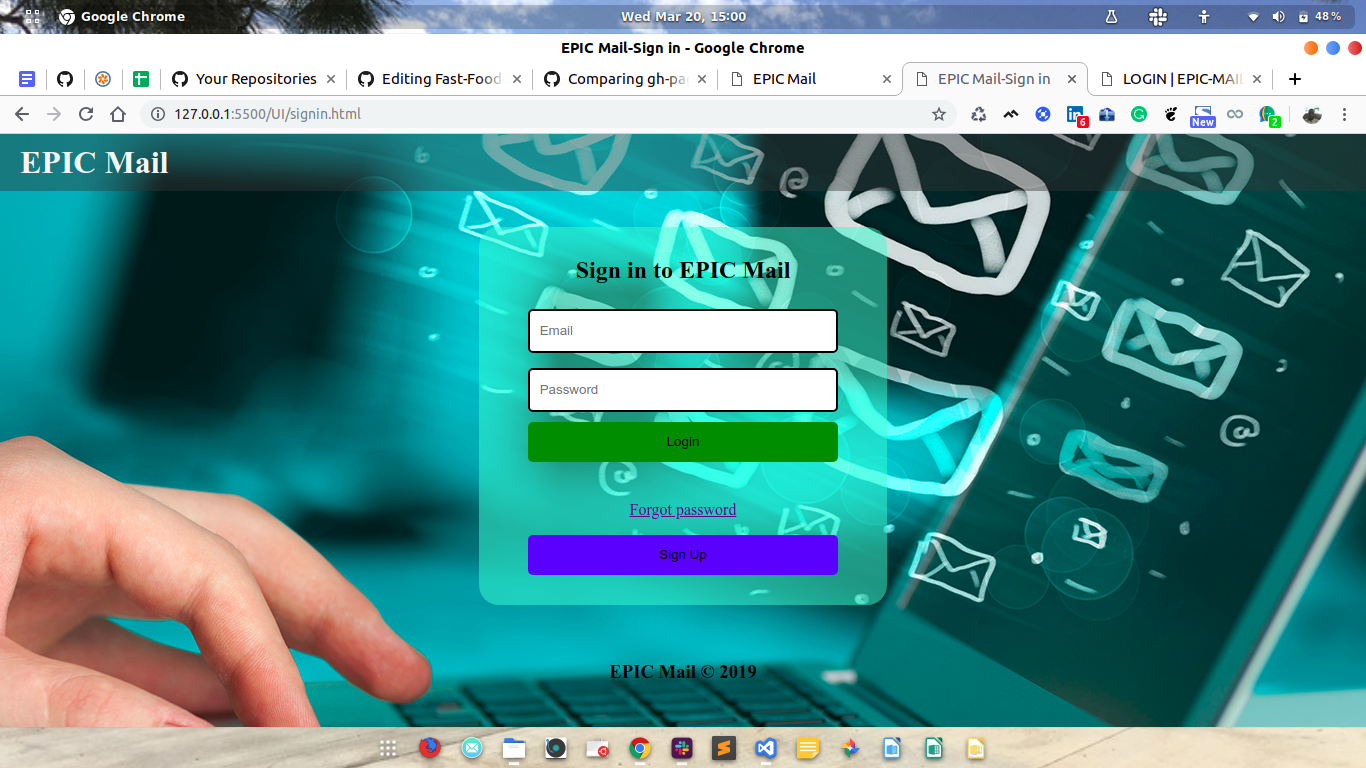 Google Chrome
Wed Mar 20, 15:00
48 %
EPIC Mail-Sign in - Google Chrome
Your Repositories
Editing Fast-Food
Comparing gh-pa
EPIC Mail
EPIC Mail-Sign in
LOGIN | EPIC-MAIL
127.0.0.1:5500/UI/signin.html
6
New
2
EPIC Mail
Sign in to EPIC Mail
Email
Password
Login
Forgot password
Sign Up
EPIC Mail © 2019